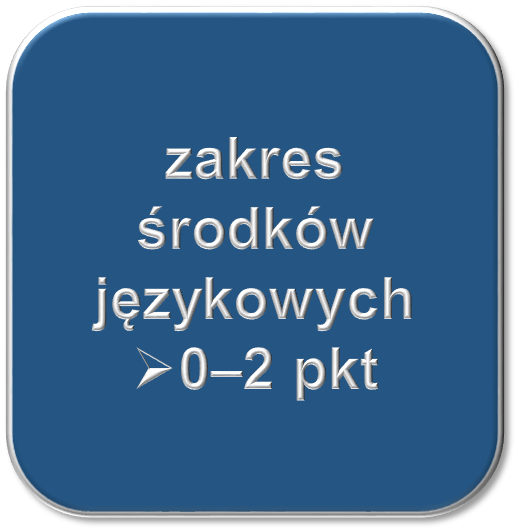 zakres
środków
językowych
➢0–2 pkt